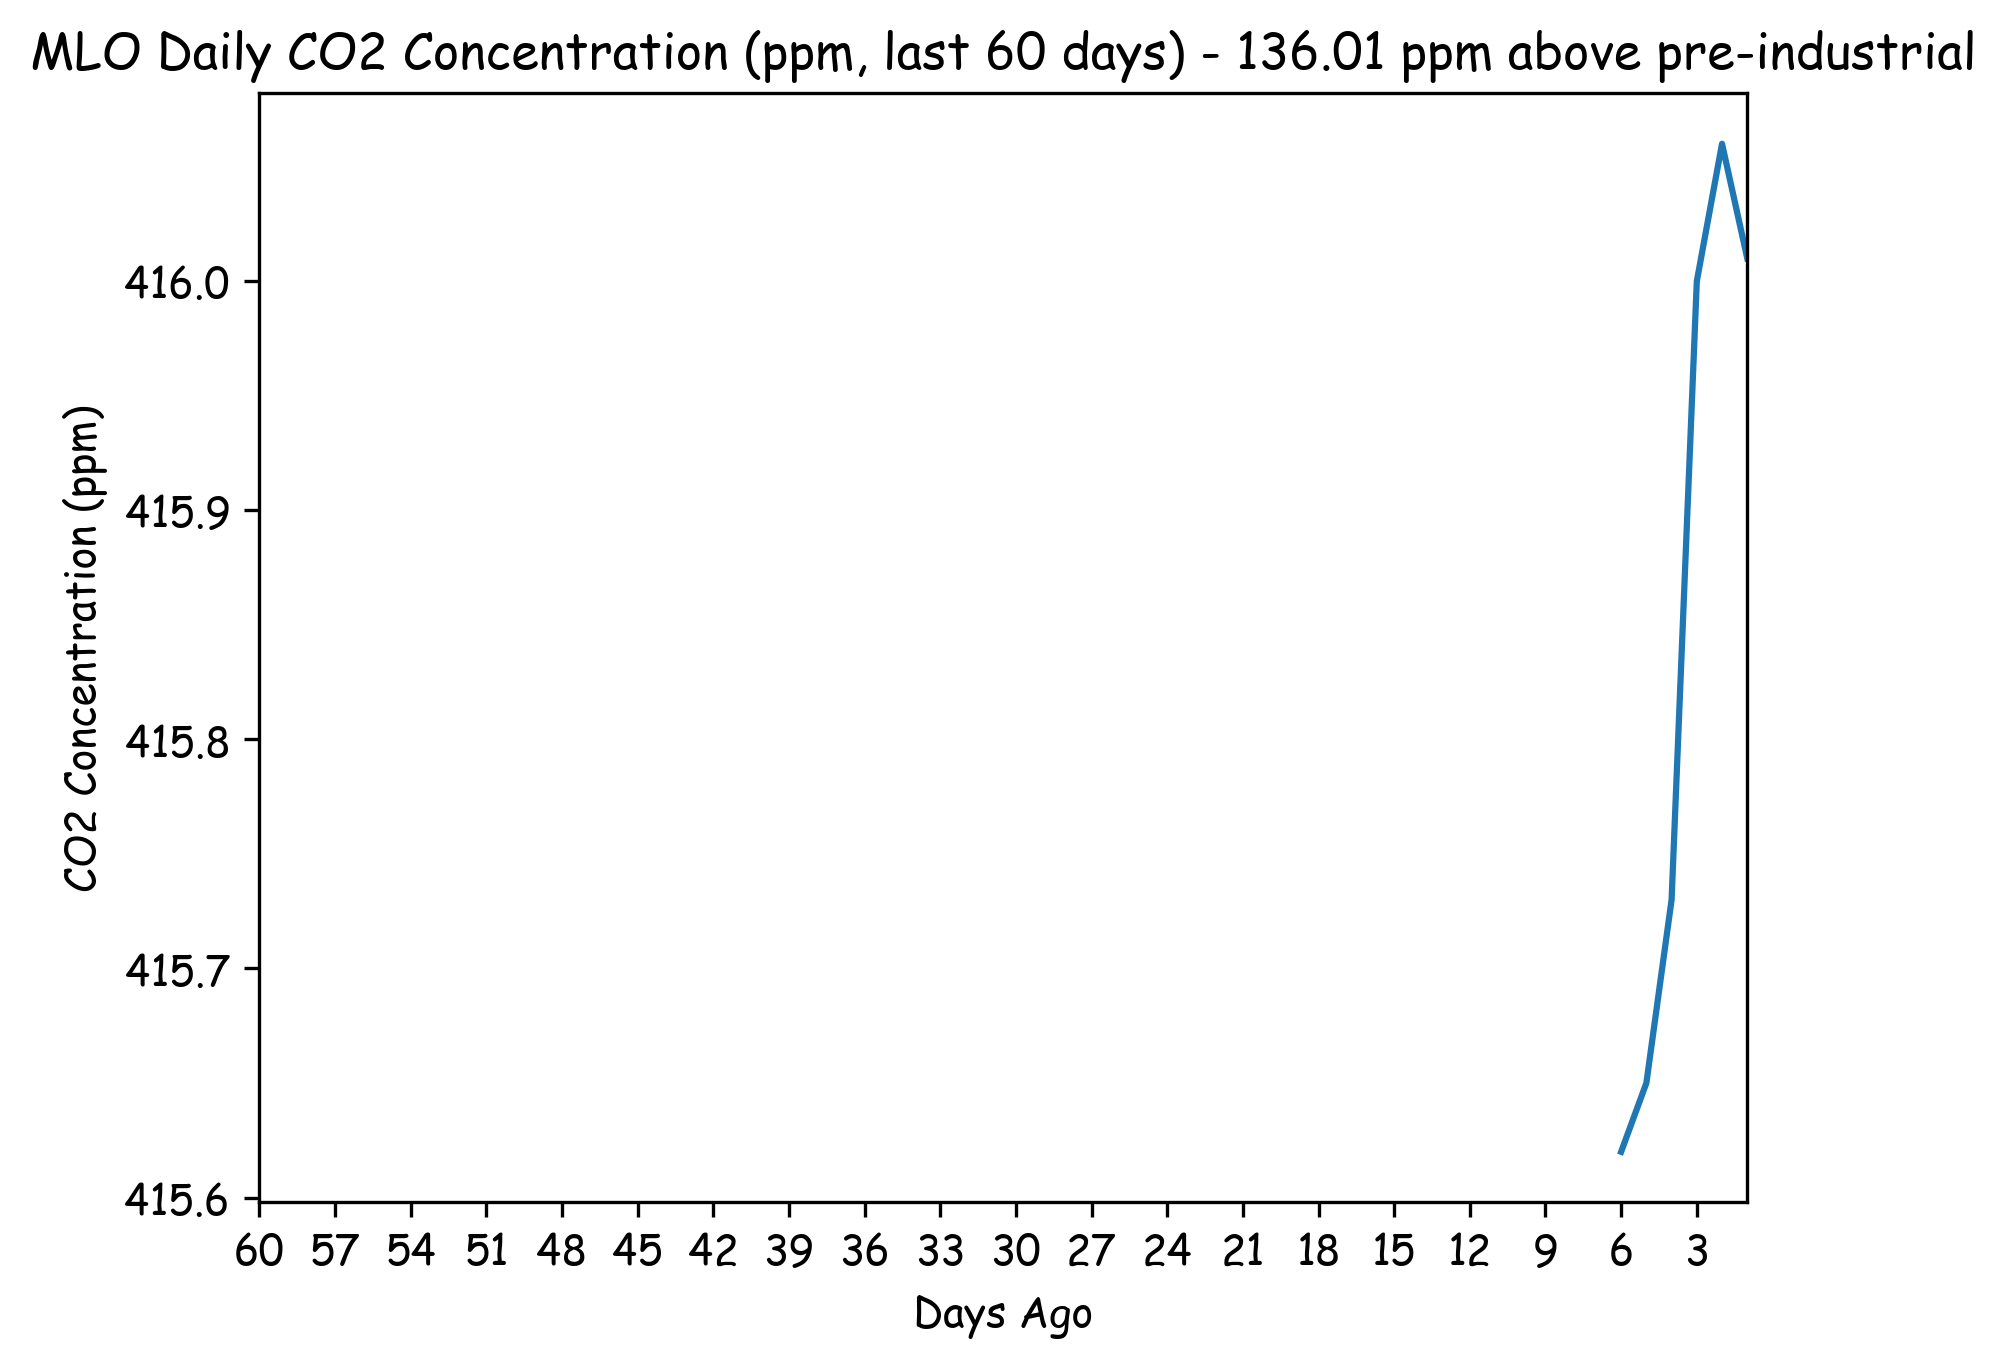 MLO Daily CO2 Concentration (ppm, last 60 days) - 136.01 ppm above pre-industrial
CO2 Concentration (ppm)
416.0
415.9
415.8
415.7
415.6
60 57 54 51 48 45 42 39 36 33 30 27 24 21 18 15 12 9 6 3
Days Ago